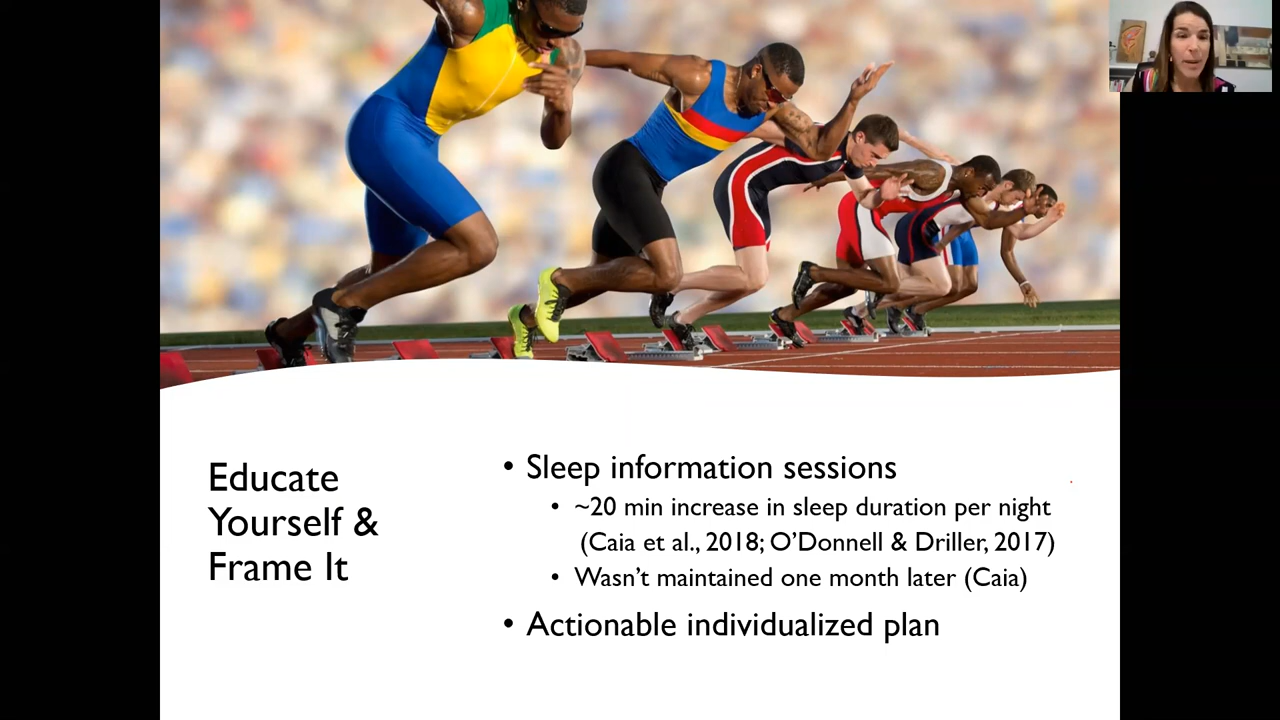 Educate
Yourself &
Frame It
• Sleep information sessions
• ~20 min increase in sleep duration per night
(Caia et al., 2018; O’Donnell & Driller, 2017)
• Wasn’t maintained one month later (Caia)
• Actionable individualized plan